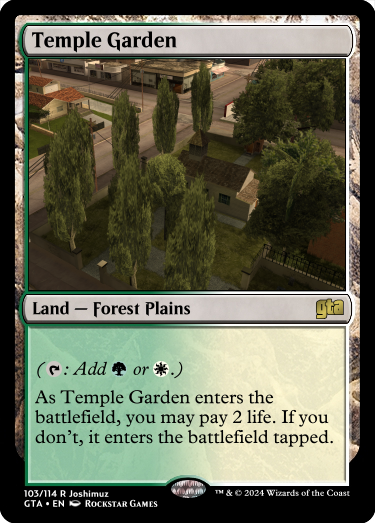 Temple Garden
Land — Forest Plains
gta
( : Add or .)
As Temple Garden enters the
battlefield, you may pay 2 life. If you
don't, it enters the battlefield tapped.
103/114 R Joshimuz
GTA • EN Rockstar Games
™ & © 2024 Wizards of the Coast